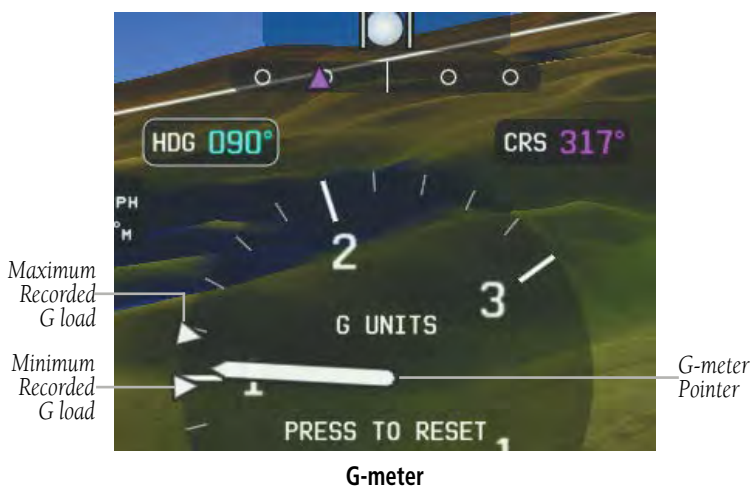 HDG 090°
CRS 317°
PH
°M
2
3
Maximum
Recorded
G load
G UNITS
Minimum
Recorded
G load
1
G-meter
Pointer
PRESS TO RESET
1
G-meter